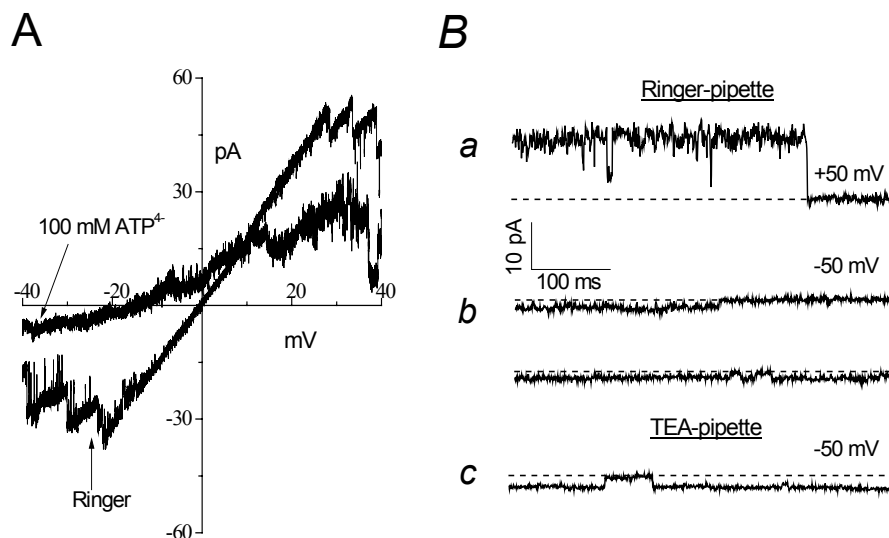 A
60
pA
30
100 mM ATP4-
-40
-20
20
40
mV
-30
Ringer
-60
B
Ringer-pipette
a
+50 mV
10 pA
100 ms
-50 mV
b
TEA-pipette
-50 mV
c